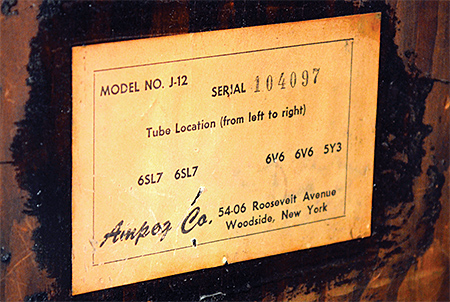 MODEL NO. J-12 SERIAL 104097
Tube Location (from left to right)
6SL7 6SL7 6V6 6V6 5Y3
Ampeg Co. 54-06 Roosevelt Avenue
Woodside, New York